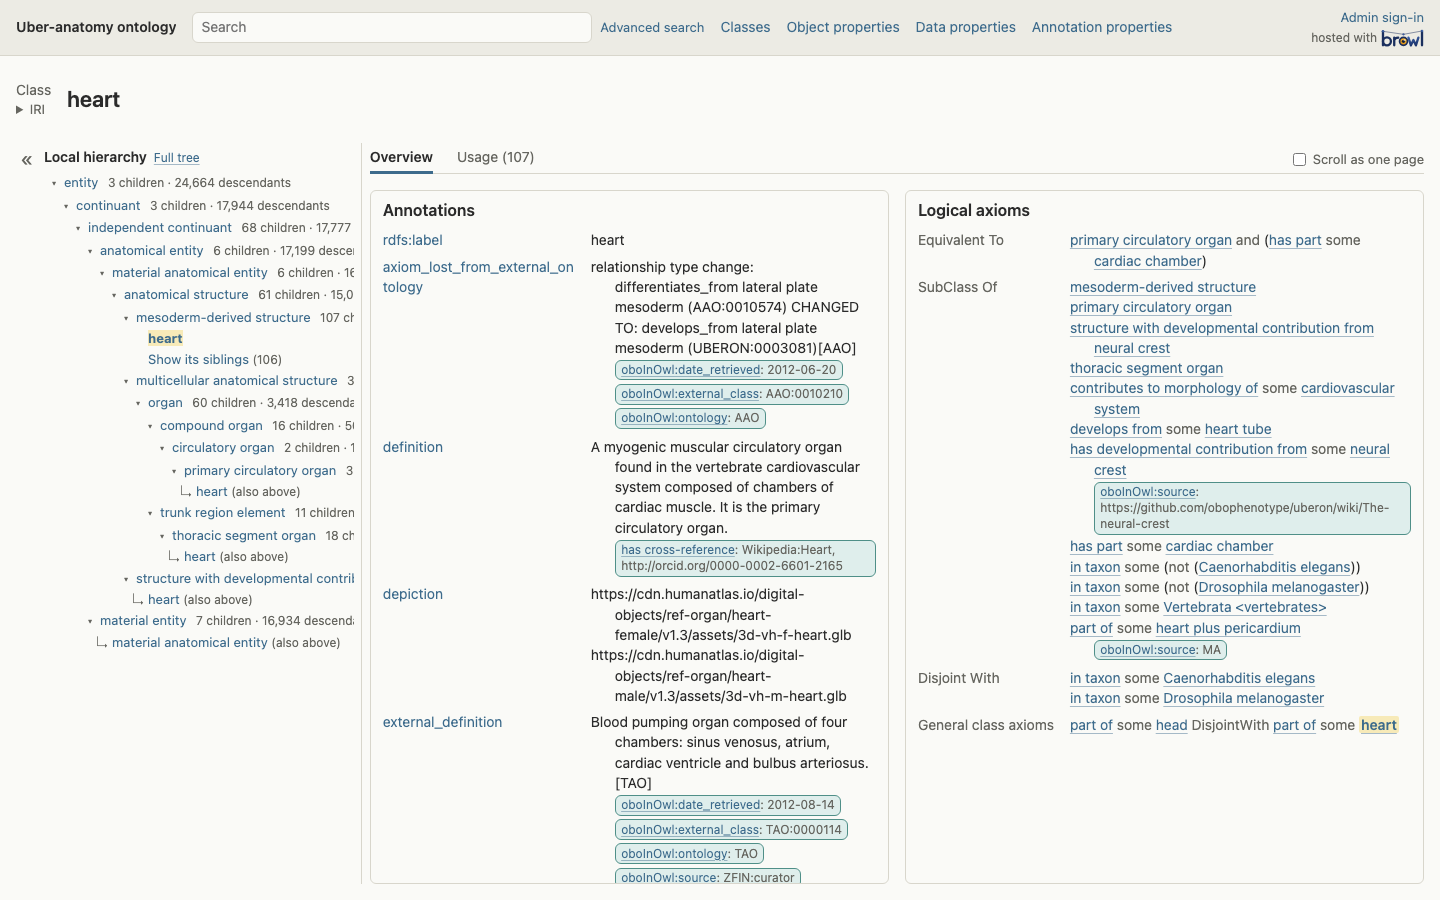 Uber-anatomy ontology
Search
Advanced search
Classes
Object properties
Data properties
Annotation properties
Admin sign-in
hosted with browl
Class
IRI
heart
«
Local hierarchy Full tree
entity 3 children · 24,664 descendants
continuant 3 children · 17,944 descendants
independent continuant 68 children · 17,777
anatomical entity 6 children · 17,199 desce
material anatomical entity 6 children · 16
anatomical structure 61 children · 15,0
mesoderm-derived structure 107 ch
heart
Show its siblings (106)
multicellular anatomical structure 3
organ 60 children · 3,418 descenda
compound organ 16 children · 5
circulatory organ 2 children · 1
primary circulatory organ 3
heart (also above)
trunk region element 11 children
thoracic segment organ 18 ch
heart (also above)
structure with developmental contrib
heart (also above)
material entity 7 children · 16,934 descend
material anatomical entity (also above)
Overview
Usage (107)
Scroll as one page
Annotations
rdfs:label
heart
axiom_lost_from_external_on
tology
relationship type change:
differentiates_from lateral plate
mesoderm (AAO:0010574) CHANGED
TO: develops_from lateral plate
mesoderm (UBERON:0003081)[AAO]
oboInOwl:date_retrieved: 2012-06-20
oboInOwl:external_class: AAO:0010210
oboInOwl:ontology: AAO
definition
A myogenic muscular circulatory organ
found in the vertebrate cardiovascular
system composed of chambers of
cardiac muscle. It is the primary
circulatory organ.
has cross-reference: Wikipedia:Heart,
http://orcid.org/0000-0002-6601-2165
depiction
https://cdn.humanatlas.io/digital-
objects/ref-organ/heart-
female/v1.3/assets/3d-vh-f-heart.glb
https://cdn.humanatlas.io/digital-
objects/ref-organ/heart-
male/v1.3/assets/3d-vh-m-heart.glb
external_definition
Blood pumping organ composed of four
chambers: sinus venosus, atrium,
cardiac ventricle and bulbus arteriosus.
[TAO]
oboInOwl:date_retrieved: 2012-08-14
oboInOwl:external_class: TAO:0000114
oboInOwl:ontology: TAO
oboInOwl:source: ZFIN:curator
Logical axioms
Equivalent To
primary circulatory organ and (has part some
cardiac chamber)
SubClass Of
mesoderm-derived structure
primary circulatory organ
structure with developmental contribution from
neural crest
thoracic segment organ
contributes to morphology of some cardiovascular
system
develops from some heart tube
has developmental contribution from some neural
crest
oboInOwl:source:
https://github.com/obophenotype/uberon/wiki/The-
neural-crest
has part some cardiac chamber
in taxon some (not (Caenorhabditis elegans))
in taxon some (not (Drosophila melanogaster))
in taxon some Vertebrata <vertebrates>
part of some heart plus pericardium
oboInOwl:source: MA
Disjoint With
in taxon some Caenorhabditis elegans
in taxon some Drosophila melanogaster
General class axioms
part of some head DisjointWith part of some heart